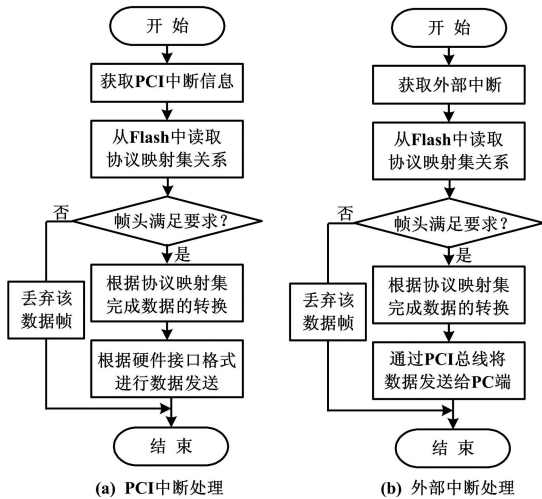 开 始
获取PCI中断信息
从Flash中读取
协议映射集关系
否
帧头满足要求?
是
丢弃该
数据帧
根据协议映射集
完成数据的转换
根据硬件接口格式
进行数据发送
结 束
(a) PCI中断处理
开 始
获取外部中断
从Flash中读取
协议映射集关系
否
帧头满足要求?
是
丢弃该
数据帧
根据协议映射集
完成数据的转换
通过PCI总线将
数据发送给PC端
结 束
(b) 外部中断处理